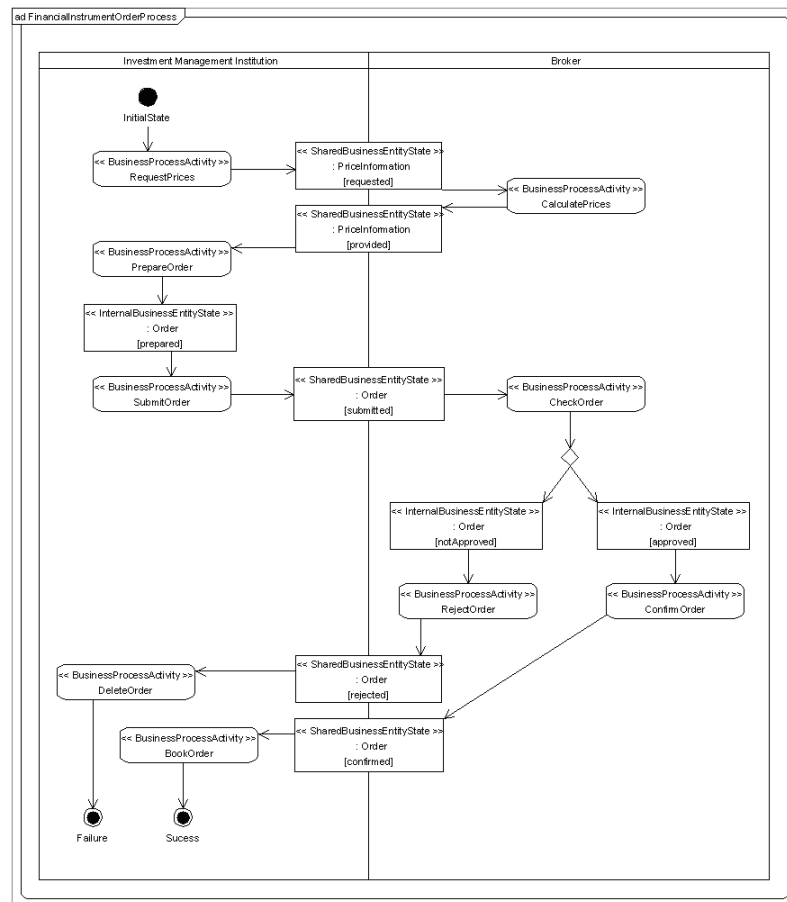 ad FinancialInstrumentOrderProcess
Investment Management Institution
Broker
InitialState
<< BusinessProcessActivity >>
RequestPrices
<< SharedBusinessEntityState >>
: PriceInformation
[requested]
<< BusinessProcessActivity >>
CalculatePrices
<< SharedBusinessEntityState >>
: PriceInformation
[provided]
<< BusinessProcessActivity >>
PrepareOrder
<< InternalBusinessEntityState >>
: Order
[prepared]
<< BusinessProcessActivity >>
SubmitOrder
<< SharedBusinessEntityState >>
: Order
[submitted]
<< BusinessProcessActivity >>
CheckOrder
<< InternalBusinessEntityState >>
: Order
[notApproved]
<< InternalBusinessEntityState >>
: Order
[approved]
<< BusinessProcessActivity >>
RejectOrder
<< BusinessProcessActivity >>
ConfirmOrder
<< SharedBusinessEntityState >>
: Order
[rejected]
<< BusinessProcessActivity >>
DeleteOrder
<< SharedBusinessEntityState >>
: Order
[confirmed]
<< BusinessProcessActivity >>
BookOrder
Failure
Sucess